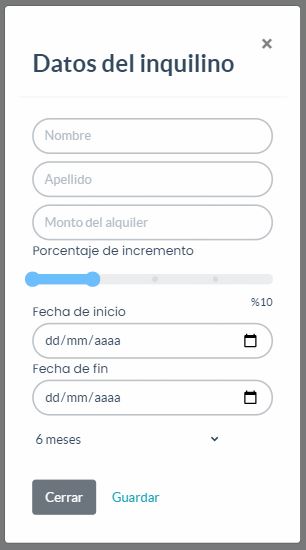 ×
Datos del inquilino
Nombre
Apellido
Monto del alquiler
Porcentaje de incremento
%10
Fecha de inicio
dd/mm/aaaa
Fecha de fin
dd/mm/aaaa
6 meses
Cerrar Guardar